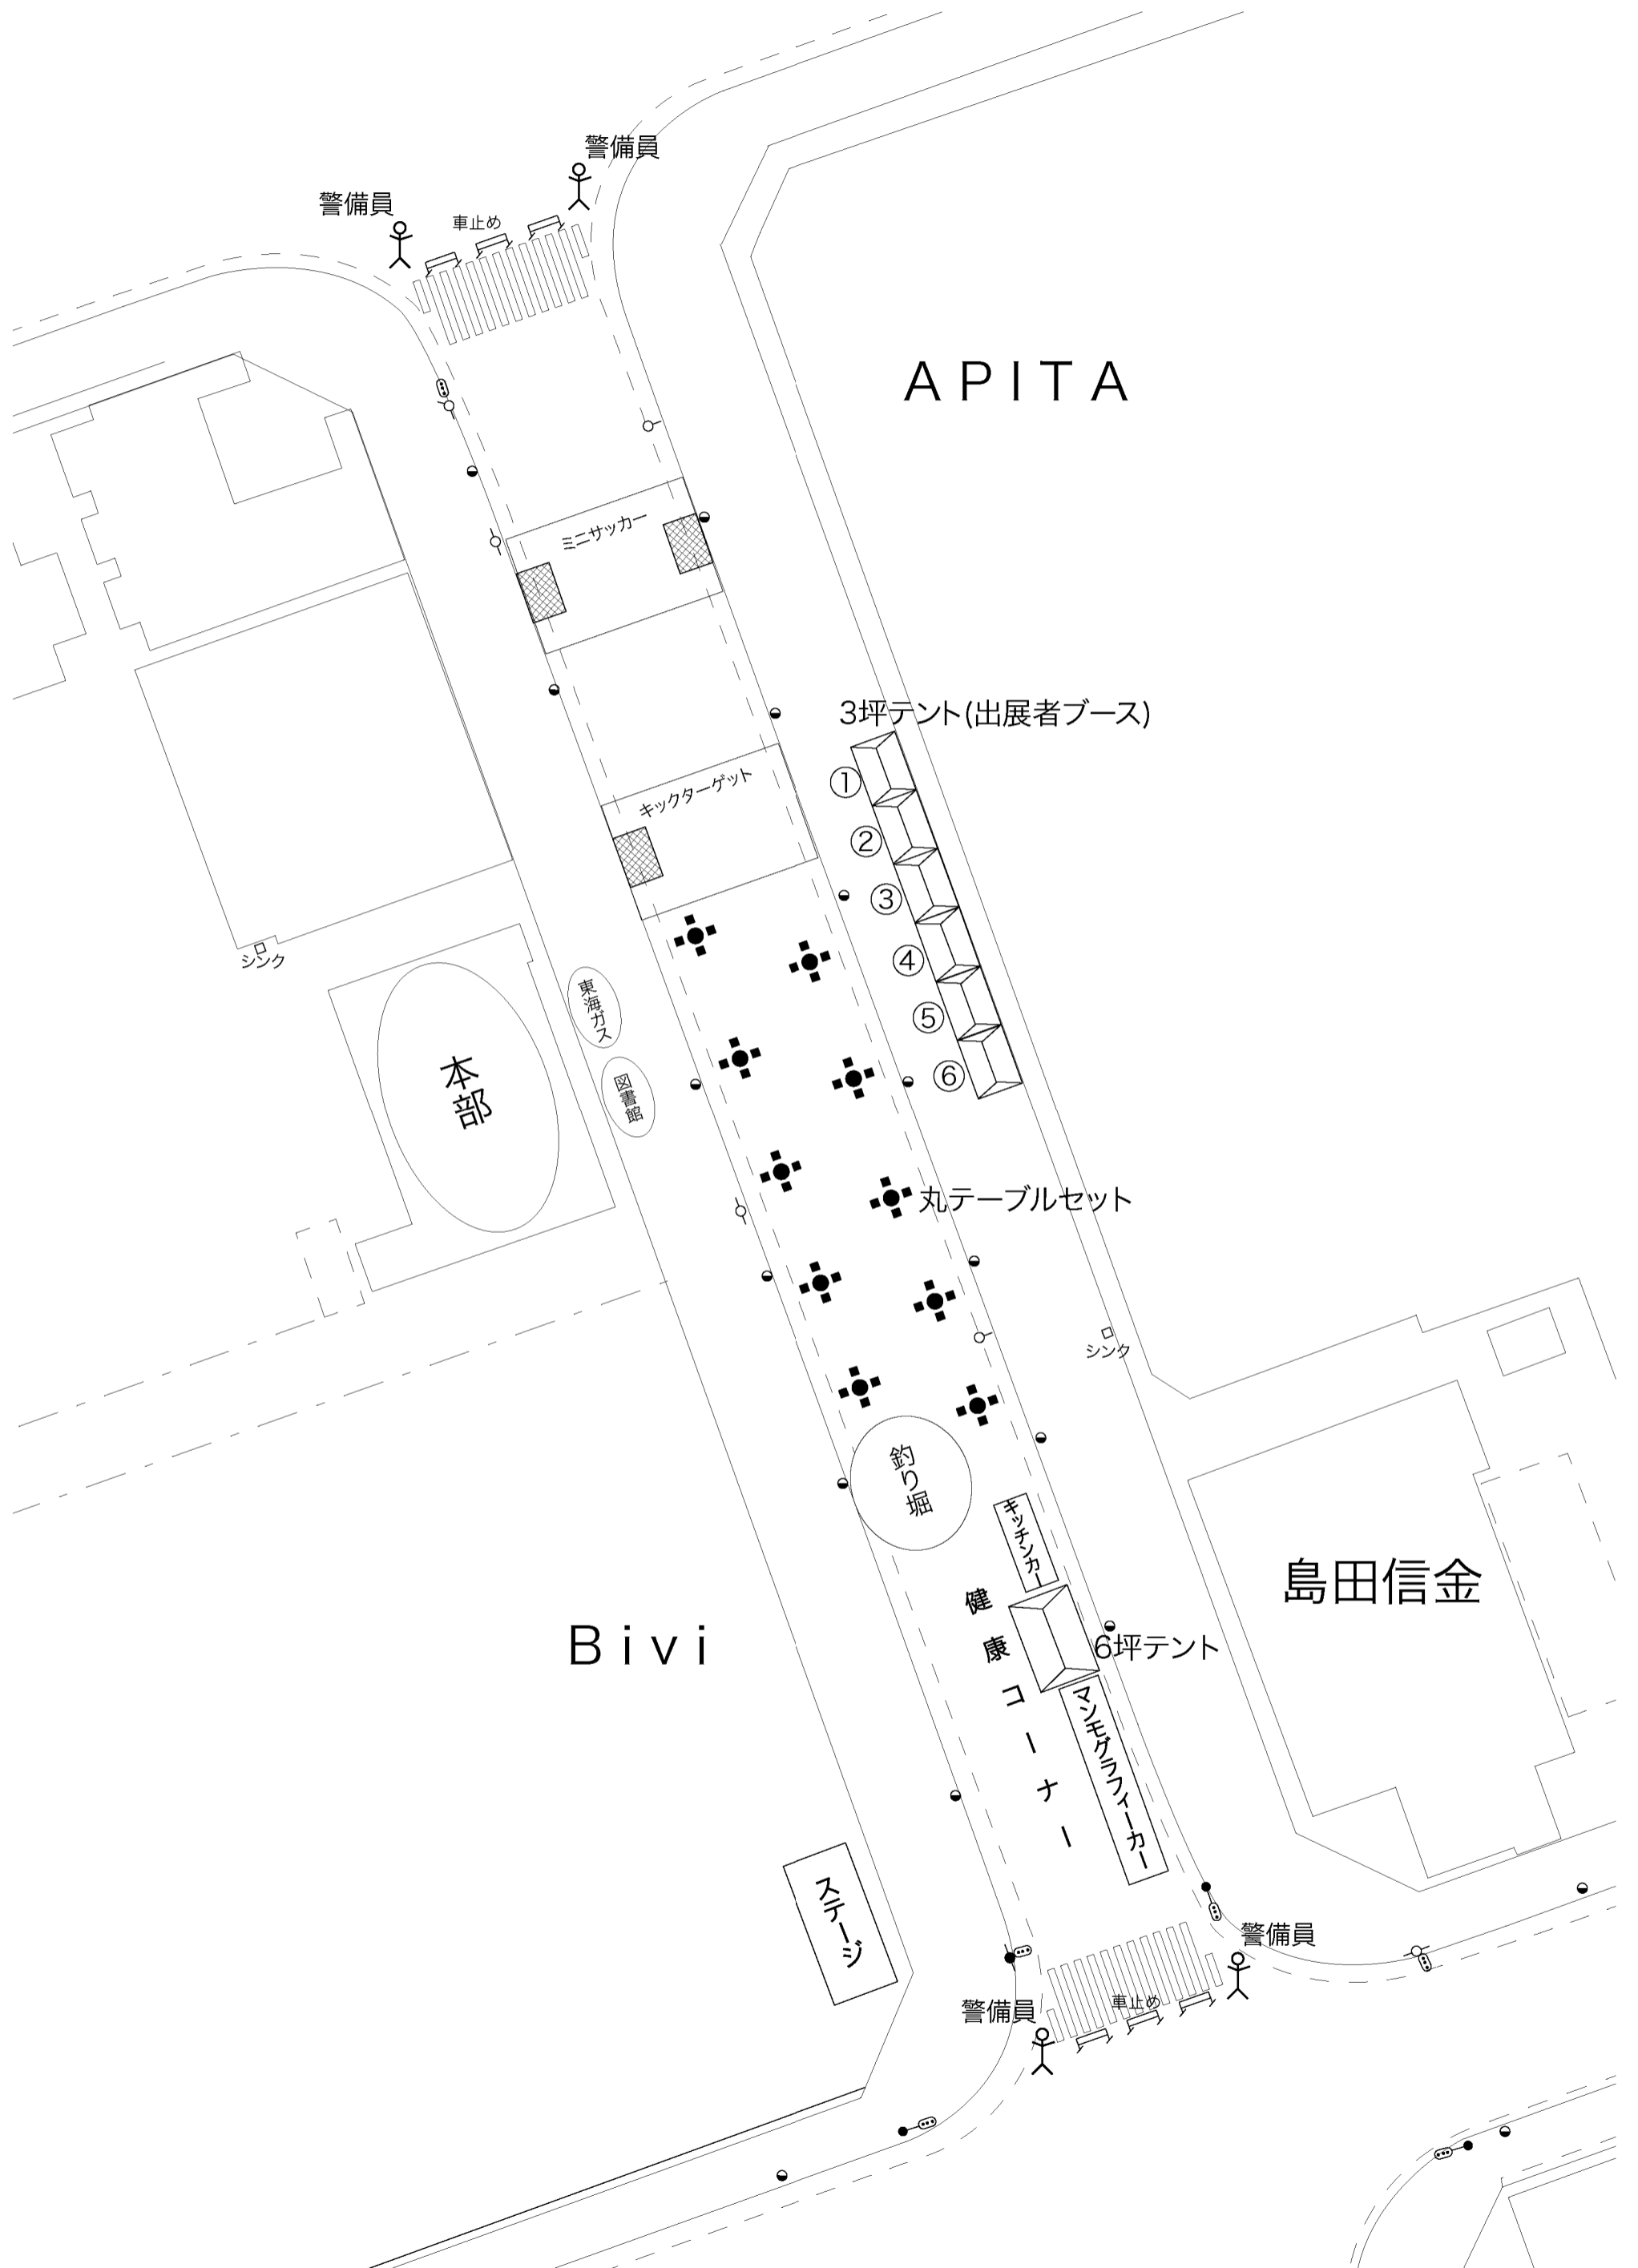 警備員
警備員
車止め
APITA
ミニサッカー
3坪テント(出展者ブース)
キックターゲット
①
②
③
④
⑤
⑥
シンク
東海ガス
本部
図書館
丸テーブルセット
シンク
釣り堀
キッチンカー
島田信金
健康コーナー
Bivi
6坪テント
マンモグラフィーカー
ステージ
警備員
車止め
警備員